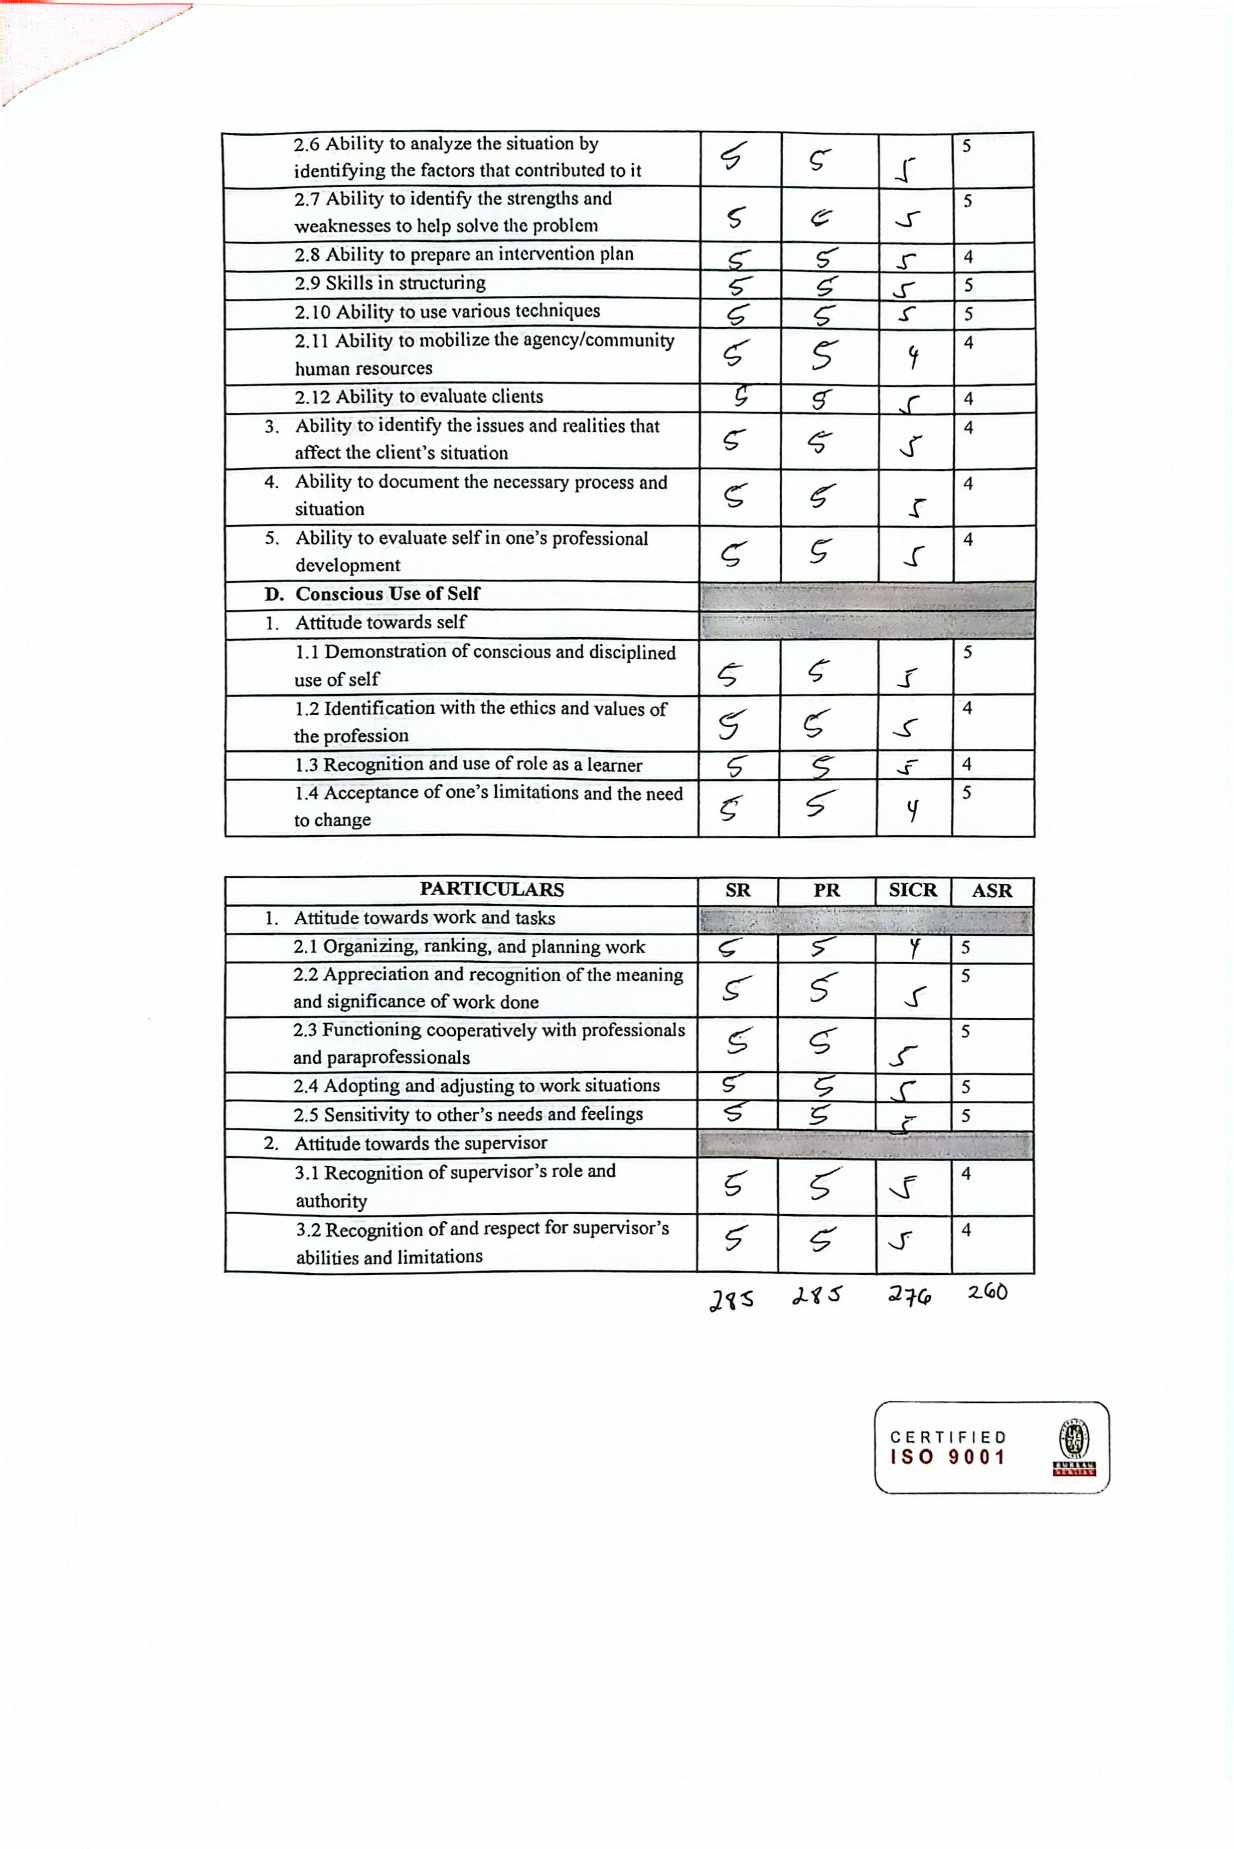 2.6 Ability to analyze the situation by 5 5 5 5
identifying the factors that contributed to it
2.7 Ability to identify the strengths and 5 5 5
weaknesses to help solve the problem
2.8 Ability to prepare an intervention plan 5 5 5 4
2.9 Skills in structuring 5 5 5 5
2.10 Ability to use various techniques 5 5 5 5
2.11 Ability to mobilize the agency/community 5 5 4 4
human resources
2.12 Ability to evaluate clients 5 5 5 4
3. Ability to identify the issues and realities that 5 5 5 4
affect the client's situation
4. Ability to document the necessary process and 5 5 5 4
situation
5. Ability to evaluate self in one's professional 5 5 5 4
development
D. Conscious Use of Self
1. Attitude towards self
1.1 Demonstration of conscious and disciplined 5 5 5 5
use of self
1.2 Identification with the ethics and values of 5 5 5 4
the profession
1.3 Recognition and use of role as a learner 5 5 5 4
1.4 Acceptance of one's limitations and the need 5 5 4 5
to change
PARTICULARS SR PR SICR ASR
1. Attitude towards work and tasks
2.1 Organizing, ranking, and planning work 5 5 4 5
2.2 Appreciation and recognition of the meaning 5 5 5 5
and significance of work done
2.3 Functioning cooperatively with professionals 5 5 5 5
and paraprofessionals
2.4 Adopting and adjusting to work situations 5 5 5 5
2.5 Sensitivity to other's needs and feelings 5 5 5 5
2. Attitude towards the supervisor
3.1 Recognition of supervisor's role and 5 5 5 4
authority
3.2 Recognition of and respect for supervisor's 5 5 5 4
abilities and limitations
285 285 276 260
CERTIFIED
ISO 9001
BUREAU
VERITAS